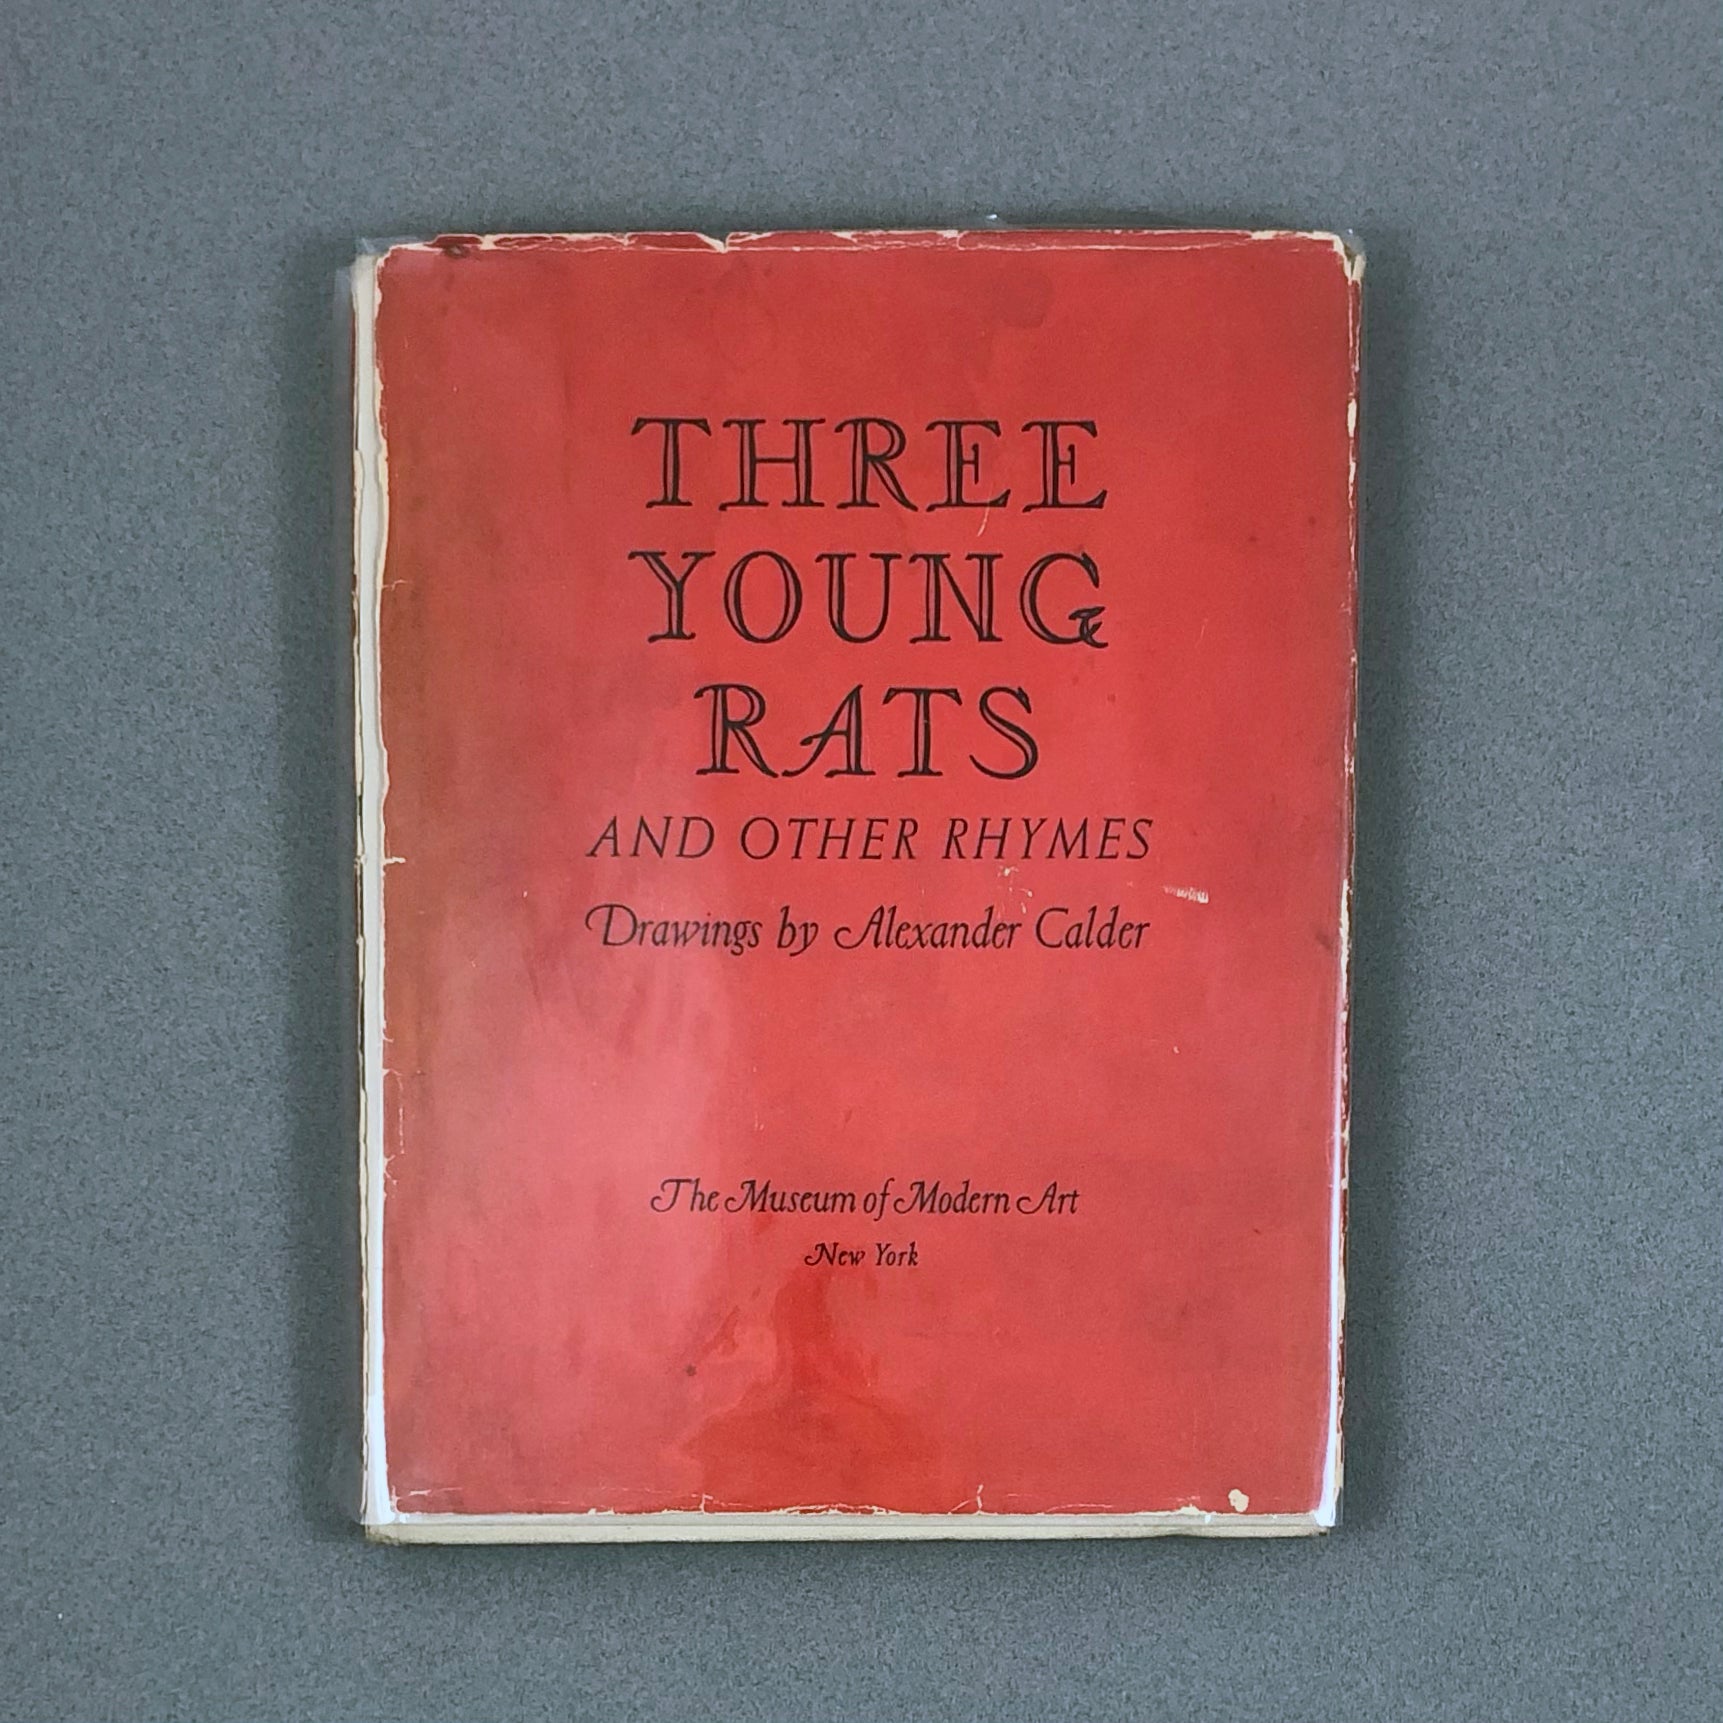 THREE
YOUNG
RATS
AND OTHER RHYMES
Drawings by Alexander Calder
The Museum of Modern Art
New York